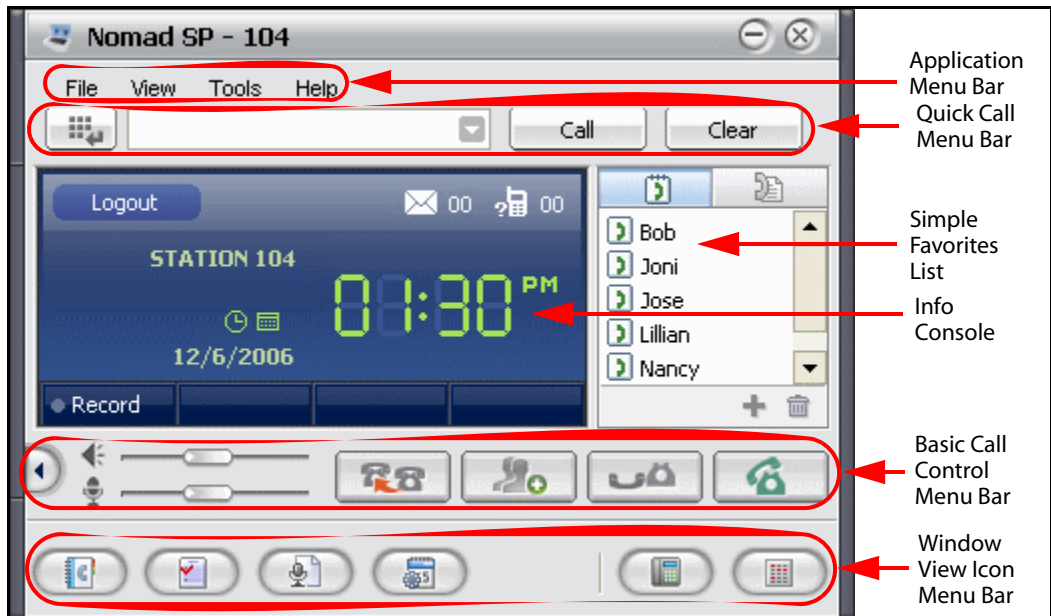 Nomad SP - 104
File View Tools Help
Call Clear
Logout 00 ? 00
STATION 104
01:30 PM
12/6/2006
Record
Bob
Joni
Jose
Lillian
Nancy
5
Application
Menu Bar
Quick Call
Menu Bar
Simple
Favorites
List
Info
Console
Basic Call
Control
Menu Bar
Window
View Icon
Menu Bar